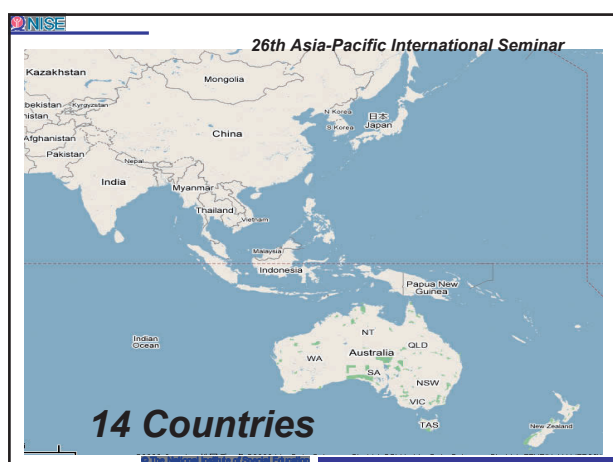 NISE
26th Asia-Pacific International Seminar
Kazakhstan
Mongolia
Kyrgyzstan
N Korea
S Korea
日本
Japan
China
Afghanistan
Pakistan
Nepal
India
Myanmar
Thailand
Vietnam
Malaysia
Indonesia
Papua New
Guinea
Indian
Ocean
NT
QLD
WA
Australia
SA
NSW
VIC
TAS
New Zealand
14 Countries
© The National Institute of Special Education